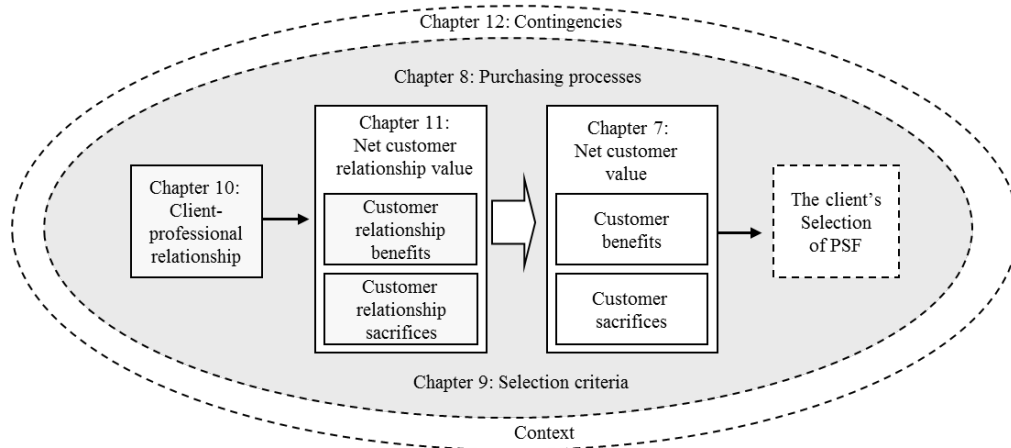 Chapter 12: Contingencies
Chapter 8: Purchasing processes
Chapter 10:
Client-
professional
relationship
Chapter 11:
Net customer
relationship value
Customer
relationship
benefits
Customer
relationship
sacrifices
Chapter 7:
Net customer
value
Customer
benefits
Customer
sacrifices
The client’s
Selection
of PSF
Chapter 9: Selection criteria
Context